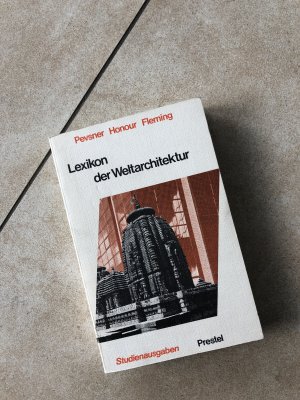 Pevsner Honour Fleming
Lexikon
der Weltarchitektur
Studienausgaben Prestel